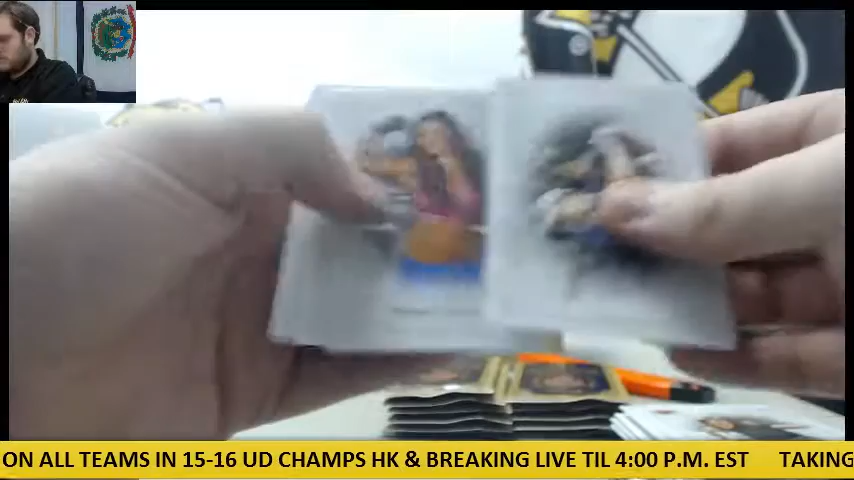 ON ALL TEAMS IN 15-16 UD CHAMPS HK & BREAKING LIVE TIL 4:00 P.M. EST TAKING